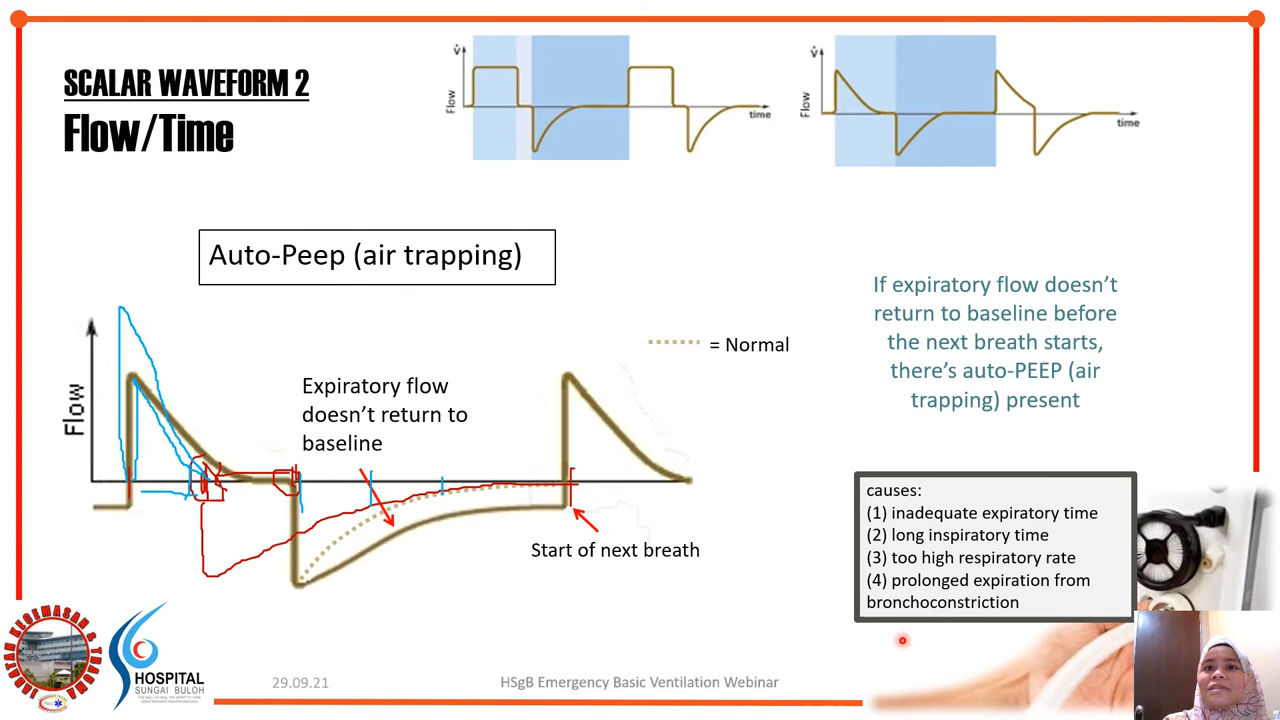 SCALAR WAVEFORM 2
Flow/Time
V̇
Flow
time
V̇
Flow
time
Auto-Peep (air trapping)
= Normal
Flow
Expiratory flow
doesn’t return to
baseline
Start of next breath
If expiratory flow doesn’t
return to baseline before
the next breath starts,
there’s auto-PEEP (air
trapping) present
causes:
(1) inadequate expiratory time
(2) long inspiratory time
(3) too high respiratory rate
(4) prolonged expiration from
bronchoconstriction
JABATAN KECEMASAN & TRAUMA
HOSPITAL
SUNGAI BULOH
29.09.21
HSgB Emergency Basic Ventilation Webinar